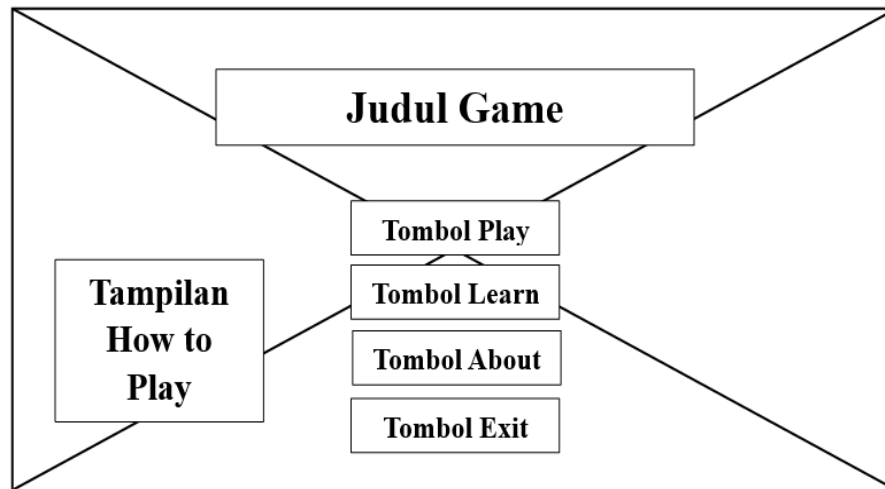 Judul Game
Tombol Play
Tombol Learn
Tombol About
Tombol Exit
Tampilan
How to
Play